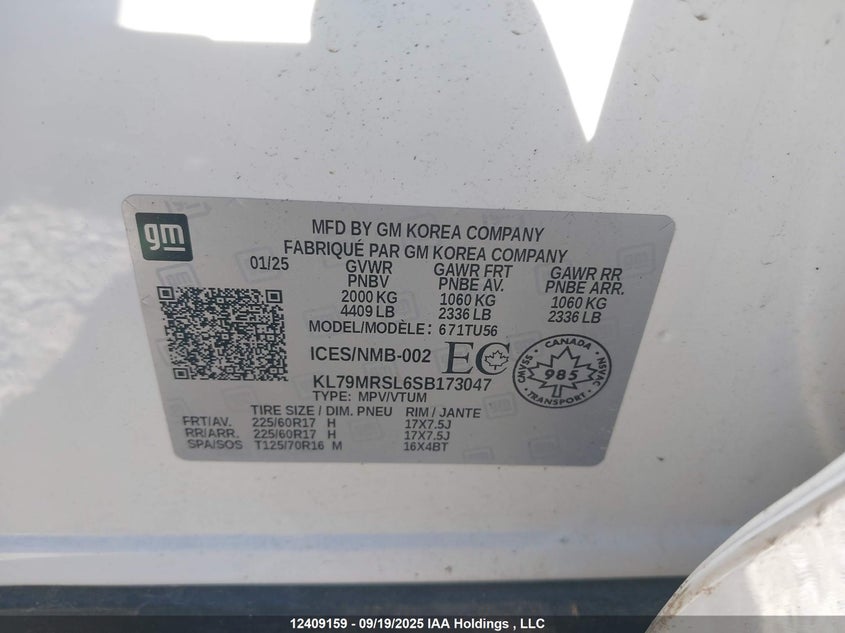 gm
MFD BY GM KOREA COMPANY
FABRIQUÉ PAR GM KOREA COMPANY
01/25 GVWR GAWR FRT GAWR RR
PNBV PNBE AV. PNBE ARR.
2000 KG 1060 KG 1060 KG
4409 LB 2336 LB 2336 LB
MODEL/MODÈLE: 671TU56
ICES/NMB-002 EC
CANADA
CMVSS 985 NSVAC
TRANSPORT
KL79MRSL6SB173047
TYPE: MPV/VTUM
TIRE SIZE / DIM. PNEU RIM / JANTE
FRT/AV. 225/60R17 H 17X7.5J
RR/ARR. 225/60R17 H 17X7.5J
SPA/SOS T125/70R16 M 16X4BT
12409159 - 09/19/2025 IAA Holdings , LLC